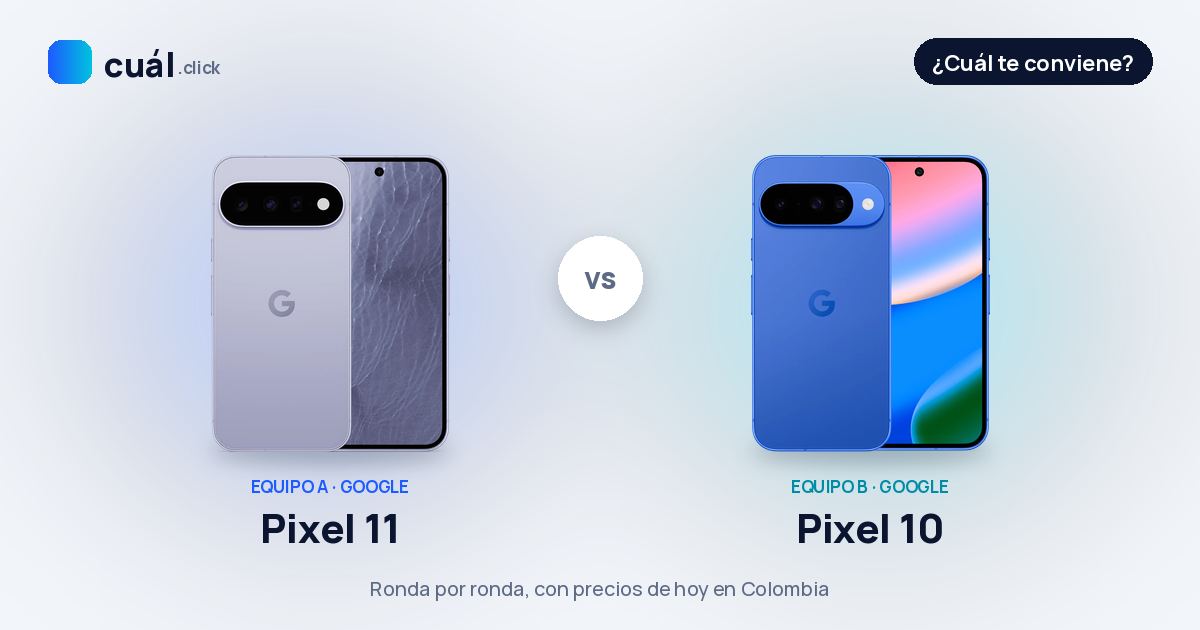 cuál.click
¿Cuál te conviene?
VS
EQUIPO A · GOOGLE
Pixel 11
EQUIPO B · GOOGLE
Pixel 10
Ronda por ronda, con precios de hoy en Colombia